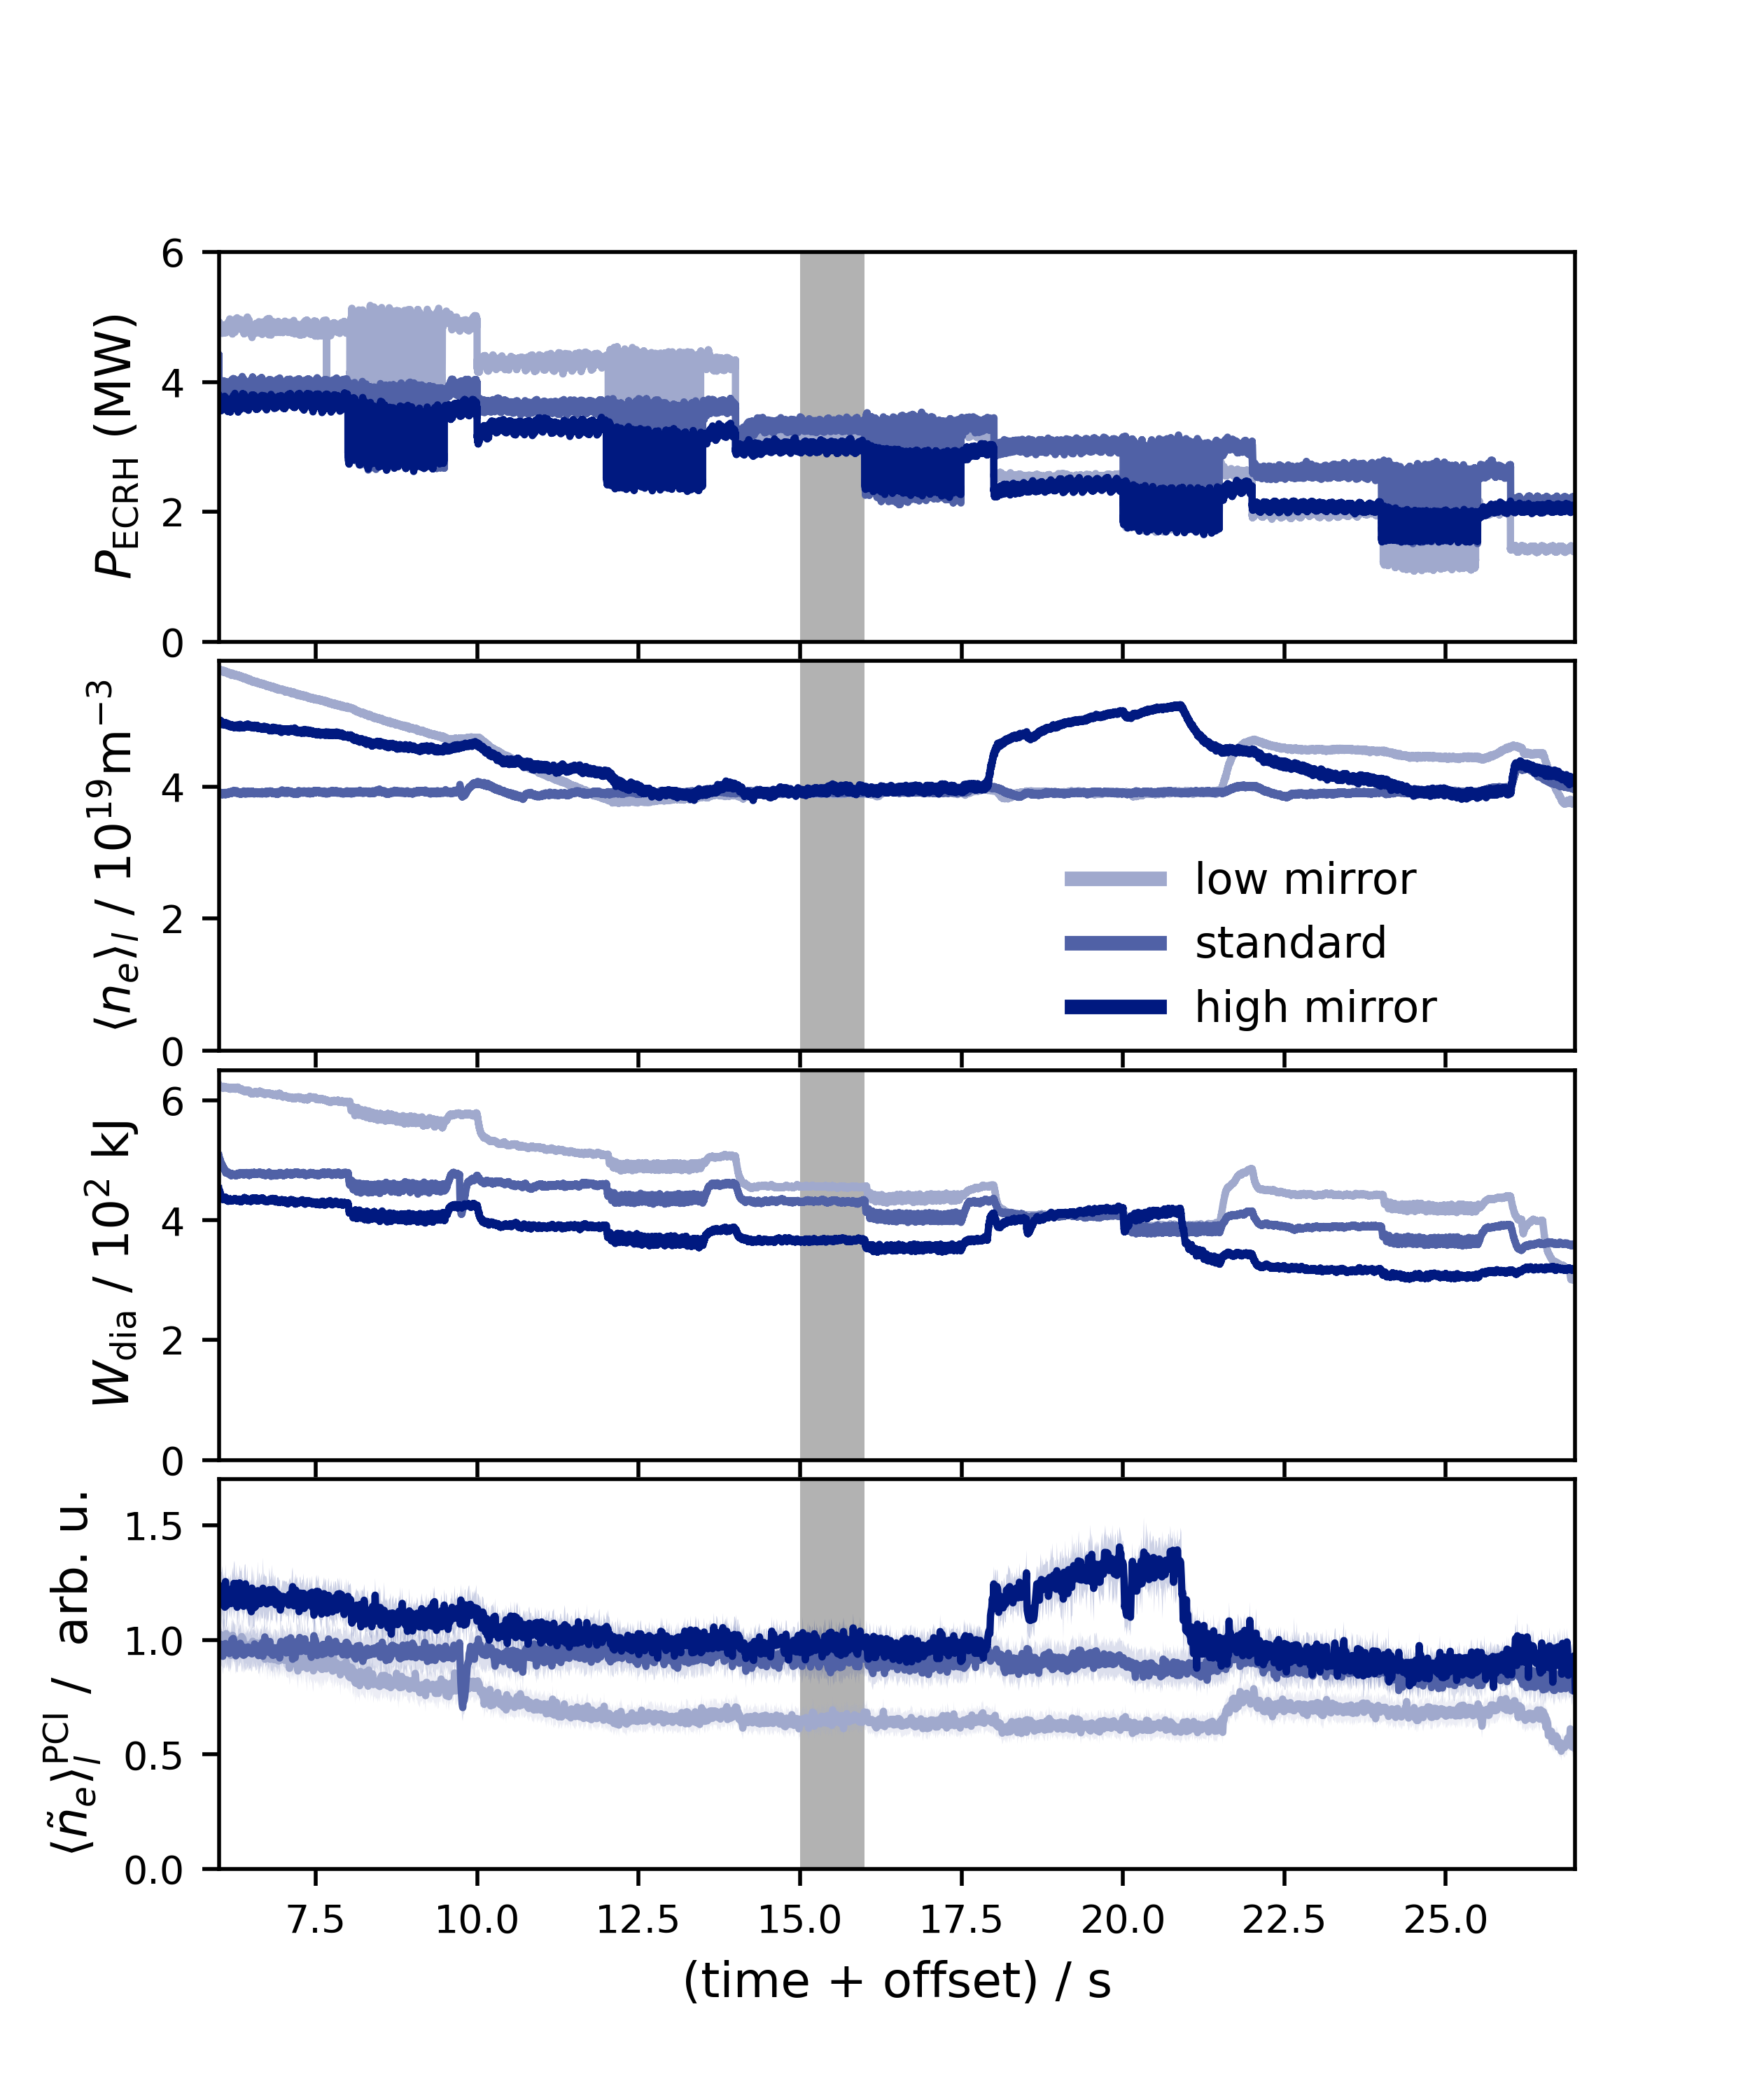 6
4
2
0
P_ECRH (MW)
4
2
0
⟨n_e⟩_l / 10^19 m^−3
low mirror
standard
high mirror
6
4
2
0
W_dia / 10^2 kJ
1.5
1.0
0.5
0.0
⟨ñ_e⟩_l^PCI / arb. u.
7.5 10.0 12.5 15.0 17.5 20.0 22.5 25.0
(time + offset) / s